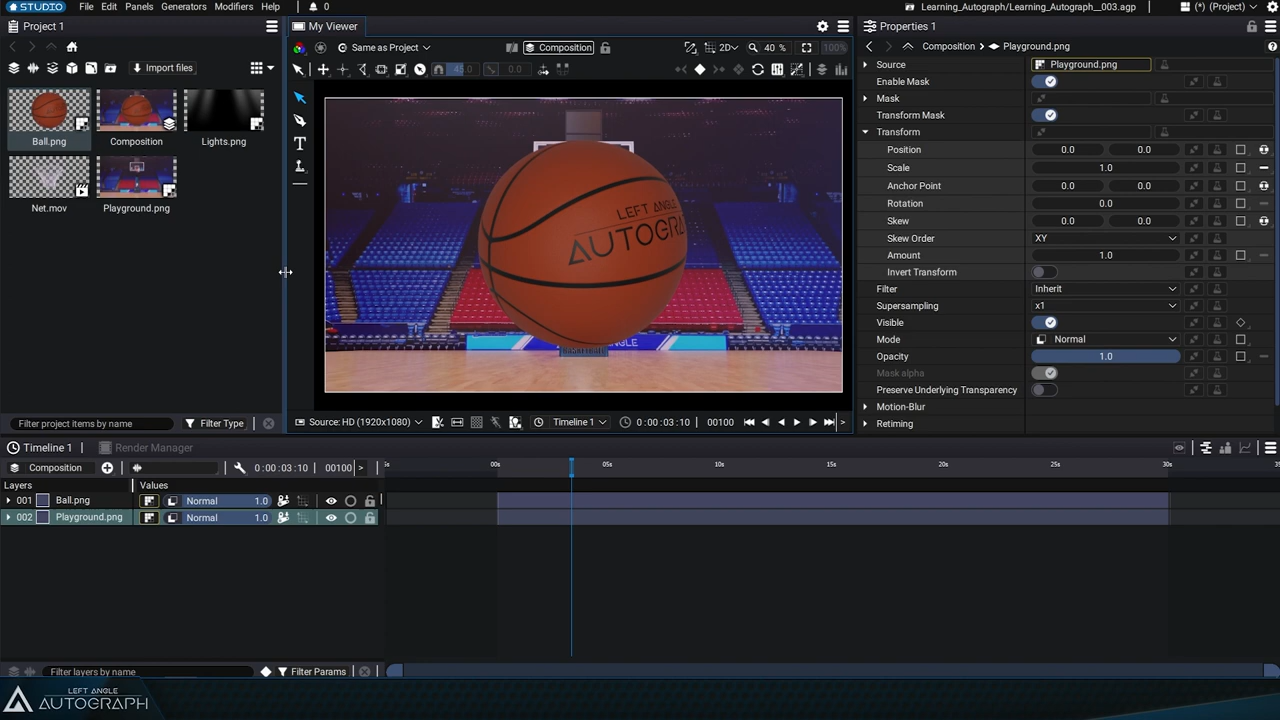 STUDIO File Edit Panels Generators Modifiers Help 0 Learning_Autograph/Learning_Autograph__003.agp (*) (Project)
Project 1
My Viewer
Properties 1
Same as Project Composition 2D 40 % 100%
Composition Playground.png ?
Import files
45.0 0.0
Source Playground.png
Enable Mask
Mask
Transform Mask
Transform
Position 0.0 0.0
Scale 1.0
Anchor Point 0.0 0.0
Rotation 0.0
Skew 0.0 0.0
Skew Order XY
Amount 1.0
Invert Transform
Filter Inherit
Supersampling x1
Visible
Mode Normal
Opacity 1.0
Mask alpha
Preserve Underlying Transparency
Motion-Blur
Retiming
Ball.png Composition Lights.png
Net.mov Playground.png
T
LEFT ANGLE
AUTOGRA
NGLE
Filter project items by name Filter Type
Source: HD (1920x1080) Timeline 1 0:00:03:10 00100
Timeline 1 Render Manager
Composition 0:00:03:10 00100 >
5s 00s 05s 10s 15s 20s 25s 30s
Layers Values
001 Ball.png Normal 1.0
002 Playground.png Normal 1.0
Filter layers by name Filter Params
LEFT ANGLE
AUTOGRAPH